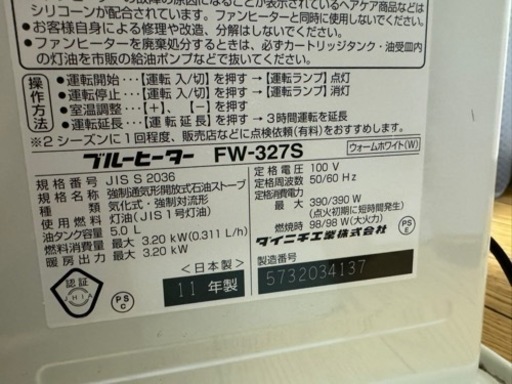 シリコーンが配合されています。ファンヒーターと同時に使用しないでください。
●お客様自身による修理や改造、分解はしないでください。
●ファンヒーターを廃棄処分するときは、必ずカートリッジタンク・油受皿内
の灯油を市販の給油ポンプなどで抜いてください。
操作方法
●運転開始…【運転 入/切】を押す→【運転ランプ】点灯
●運転停止…【運転 入/切】を押す→【運転ランプ】消灯
●室温調整…【+】、【-】を押す
●運転延長…【運転延長】を押す→3時間運転を延長
※2シーズンに1回程度、販売店などに点検依頼(有料)をおすすめします。
ブルーヒーター FW-327S ウォームホワイト(W)
規格番号 JIS S 2036
規格種類 強制通気形開放式石油ストーブ
種類 気化式・強制対流形
使用燃料 灯油(JIS1号灯油)
油タンク容量 5.0 L
燃料消費量 最大 3.20 kW(0.311 L/h)
暖房出力 最大 3.20 kW
定格電圧 100 V
定格周波数 50/60 Hz
定格消費電力
最大 390/390 W
(点火初期に短時間発生)
燃焼時 98/98 W(大火力)
ダイニチ工業株式会社
認証
JHIA
PS
C
<日本製>
11 年製
製造番号
5732034137
PS
C